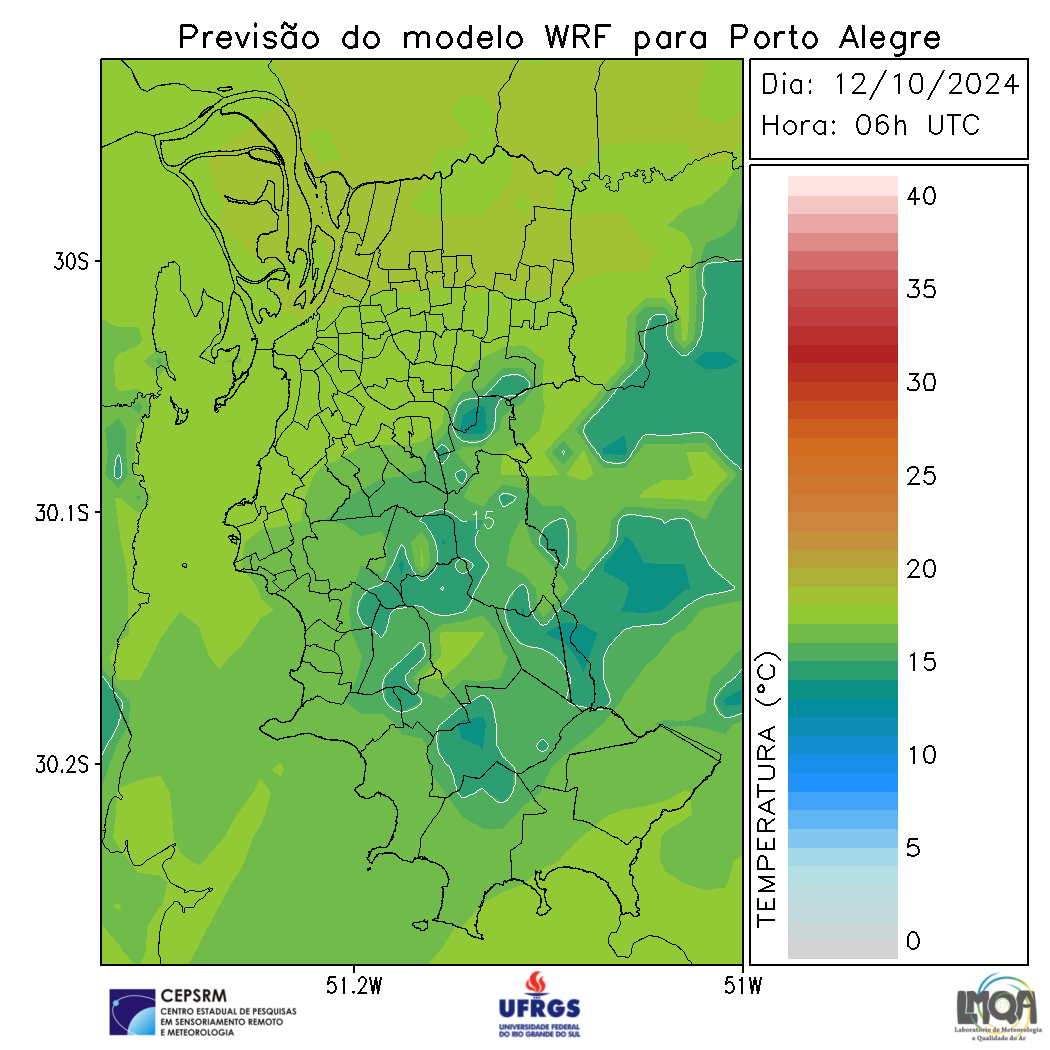 Previsão do modelo WRF para Porto Alegre
Dia: 12/10/2024
Hora: 06h UTC
40
35
30
25
20
15
10
5
0
TEMPERATURA (°C)
30S
30.1S
30.2S
15
51.2W
51W
CEPSRM
CENTRO ESTADUAL DE PESQUISAS
EM SENSORIAMENTO REMOTO
E METEOROLOGIA
UFRGS
UNIVERSIDADE FEDERAL
DO RIO GRANDE DO SUL
LMQA
Laboratório de Meteorologia
e Qualidade do Ar